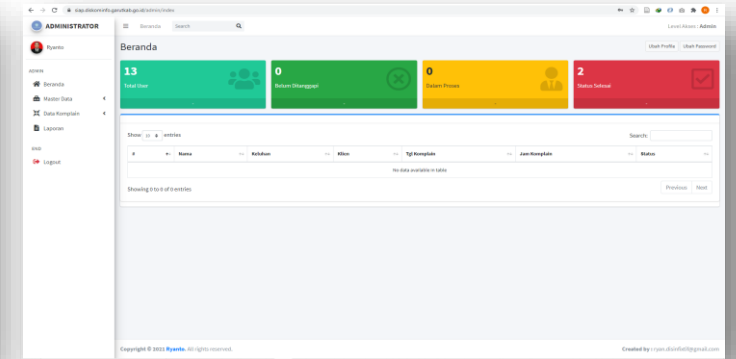 ADMINISTRATOR
Beranda
Search
Level Akses : Admin
Ryanto
Beranda
Ubah Profile
Ubah Password
ADMIN
Beranda
Master Data
Data Komplain
Laporan
END
Logout
13
Total User
0
Belum Ditanggapi
0
Dalam Proses
2
Status Selesai
Show 10 entries
Search:
# Nama Keluhan Klien Tgl Komplain Jam Komplain Status
No data available in table
Showing 0 to 0 of 0 entries
Previous Next
Copyright © 2021 Ryanto. All rights reserved.
Created by :